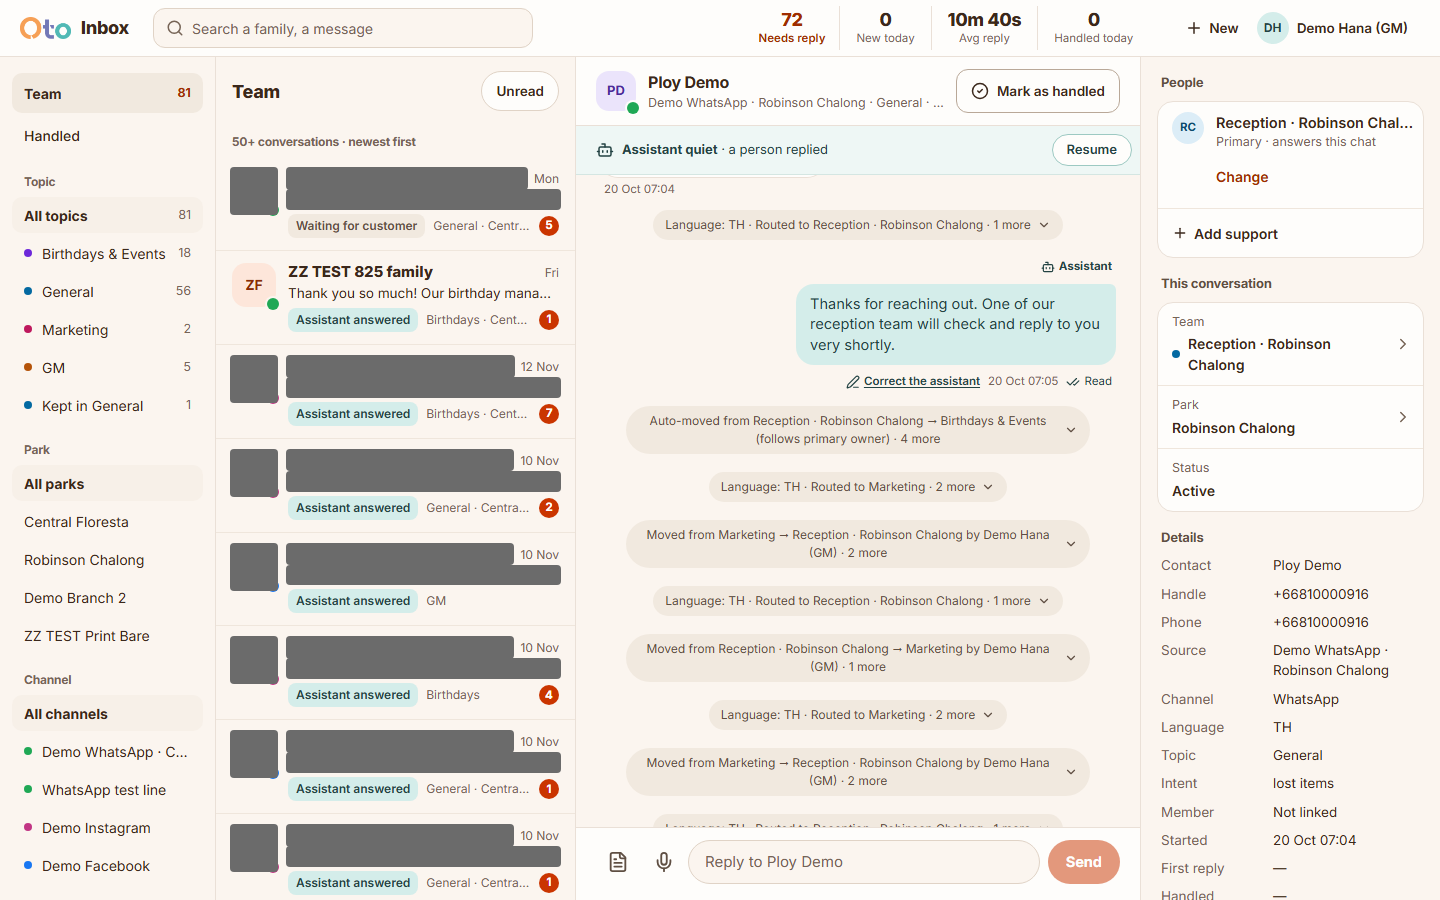 Oto Inbox
Search a family, a message
72
Needs reply
0
New today
10m 40s
Avg reply
0
Handled today
New
DH
Demo Hana (GM)
Team 81
Handled
Topic
All topics 81
Birthdays & Events 18
General 56
Marketing 2
GM 5
Kept in General 1
Park
All parks
Central Floresta
Robinson Chalong
Demo Branch 2
ZZ TEST Print Bare
Channel
All channels
Demo WhatsApp · C...
WhatsApp test line
Demo Instagram
Demo Facebook
Team
Unread
50+ conversations · newest first
Mon
Waiting for customer General · Centr... 5
ZF
ZZ TEST 825 family Fri
Thank you so much! Our birthday mana...
Assistant answered Birthdays · Cent... 1
12 Nov
Assistant answered Birthdays · Cent... 7
10 Nov
Assistant answered General · Centra... 2
10 Nov
Assistant answered GM
10 Nov
Assistant answered Birthdays 4
10 Nov
Assistant answered General · Centra... 1
10 Nov
Assistant answered General · Centra... 1
PD
Ploy Demo
Demo WhatsApp · Robinson Chalong · General · ...
Mark as handled
Assistant quiet · a person replied
Resume
20 Oct 07:04
Language: TH · Routed to Reception · Robinson Chalong · 1 more
Assistant
Thanks for reaching out. One of our
reception team will check and reply to you
very shortly.
Correct the assistant 20 Oct 07:05 Read
Auto-moved from Reception · Robinson Chalong → Birthdays & Events
(follows primary owner) · 4 more
Language: TH · Routed to Marketing · 2 more
Moved from Marketing → Reception · Robinson Chalong by Demo Hana
(GM) · 2 more
Language: TH · Routed to Reception · Robinson Chalong · 1 more
Moved from Reception · Robinson Chalong → Marketing by Demo Hana
(GM) · 1 more
Language: TH · Routed to Marketing · 2 more
Moved from Marketing → Reception · Robinson Chalong by Demo Hana
(GM) · 2 more
Language: TH · Routed to Reception · Robinson Chalong · 1 more
Reply to Ploy Demo
Send
People
RC
Reception · Robinson Chal...
Primary · answers this chat
Change
Add support
This conversation
Team
Reception · Robinson
Chalong
Park
Robinson Chalong
Status
Active
Details
Contact Ploy Demo
Handle +66810000916
Phone +66810000916
Source Demo WhatsApp ·
Robinson Chalong
Channel WhatsApp
Language TH
Topic General
Intent lost items
Member Not linked
Started 20 Oct 07:04
First reply —
Handled —